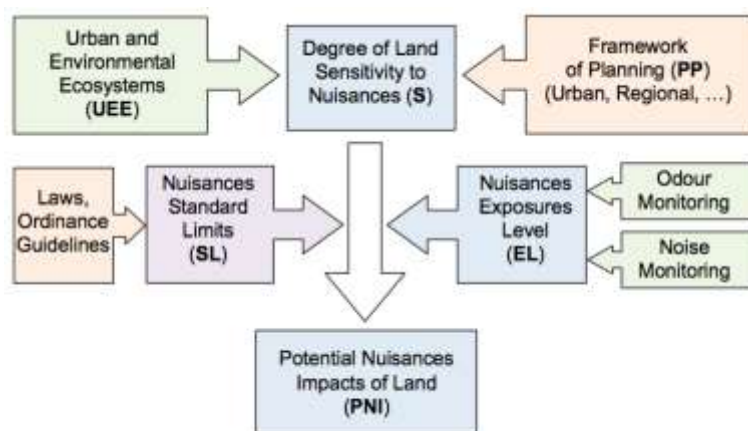 Urban and
Environmental
Ecosystems
(UEE)
Degree of Land
Sensitivity to
Nuisances (S)
Framework
of Planning (PP)
(Urban, Regional, ...)
Laws,
Ordinance
Guidelines
Nuisances
Standard
Limits
(SL)
Nuisances
Exposures
Level
(EL)
Odour
Monitoring
Noise
Monitoring
Potential Nuisances
Impacts of Land
(PNI)